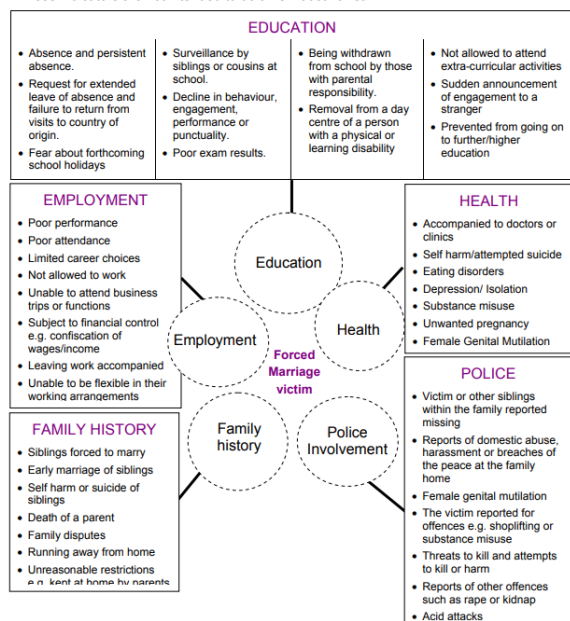 EDUCATION
• Absence and persistent
absence.
• Request for extended
leave of absence and
failure to return from
visits to country of
origin.
• Fear about forthcoming
school holidays
• Surveillance by
siblings or cousins at
school.
• Decline in behaviour,
engagement,
performance or
punctuality.
• Poor exam results.
• Being withdrawn
from school by those
with parental
responsibility.
• Removal from a day
centre of a person
with a physical or
learning disability
• Not allowed to attend
extra-curricular activities
• Sudden announcement
of engagement to a
stranger
• Prevented from going on
to further/higher
education
EMPLOYMENT
• Poor performance
• Poor attendance
• Limited career choices
• Not allowed to work
• Unable to attend business
trips or functions
• Subject to financial control
e.g. confiscation of
wages/income
• Leaving work accompanied
• Unable to be flexible in their
working arrangements
HEALTH
• Accompanied to doctors or
clinics
• Self harm/attempted suicide
• Eating disorders
• Depression/ Isolation
• Substance misuse
• Unwanted pregnancy
• Female Genital Mutilation
Education
Employment
Health
Forced
Marriage
victim
Family
history
Police
Involvement
FAMILY HISTORY
• Siblings forced to marry
• Early marriage of siblings
• Self harm or suicide of
siblings
• Death of a parent
• Family disputes
• Running away from home
• Unreasonable restrictions
e.g. kept at home by parents
POLICE
• Victim or other siblings
within the family reported
missing
• Reports of domestic abuse,
harassment or breaches of
the peace at the family
home
• Female genital mutilation
• The victim reported for
offences e.g. shoplifting or
substance misuse
• Threats to kill and attempts
to kill or harm
• Reports of other offences
such as rape or kidnap
• Acid attacks